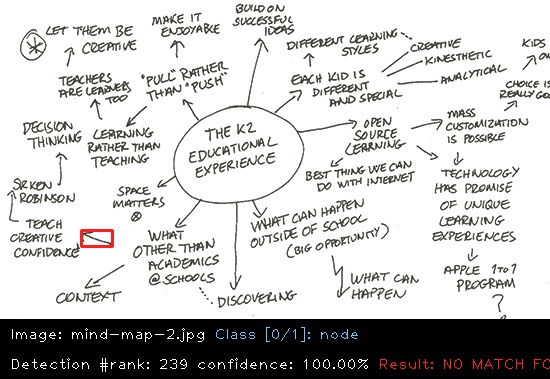 LET THEM BE
CREATIVE
MAKE IT
ENJOYABLE
BUILD ON
SUCCESSFUL
IDEAS
DIFFERENT LEARNING
STYLES
CREATIVE
KINESTHETIC
ANALYTICAL
KIDS
TEACHERS
ARE LEARNERS
TOO
"PULL" RATHER
THAN "PUSH"
EACH KID IS
DIFFERENT
AND SPECIAL
CHOICE IS
DECISION
THINKING
LEARNING
RATHER THAN
TEACHING
THE K12
EDUCATIONAL
EXPERIENCE
OPEN
SOURCE
LEARNING
MASS
CUSTOMIZATION
IS POSSIBLE
SIR KEN
ROBINSON
SPACE
MATTERS
BEST THING WE CAN
DO WITH INTERNET
TECHNOLOGY
HAS PROMISE
OF UNIQUE
LEARNING
EXPERIENCES
TEACH
CREATIVE
CONFIDENCE
WHAT
OTHER THAN
ACADEMICS
@ SCHOOLS
WHAT CAN HAPPEN
OUTSIDE OF SCHOOL
(BIG OPPORTUNITY)
CONTEXT
DISCOVERING
WHAT CAN
HAPPEN
APPLE 1 TO 1
PROGRAM
?
Image: mind-map-2.jpg Class [0/1]: node
Detection #rank: 239 confidence: 100.00% Result: NO MATCH FO